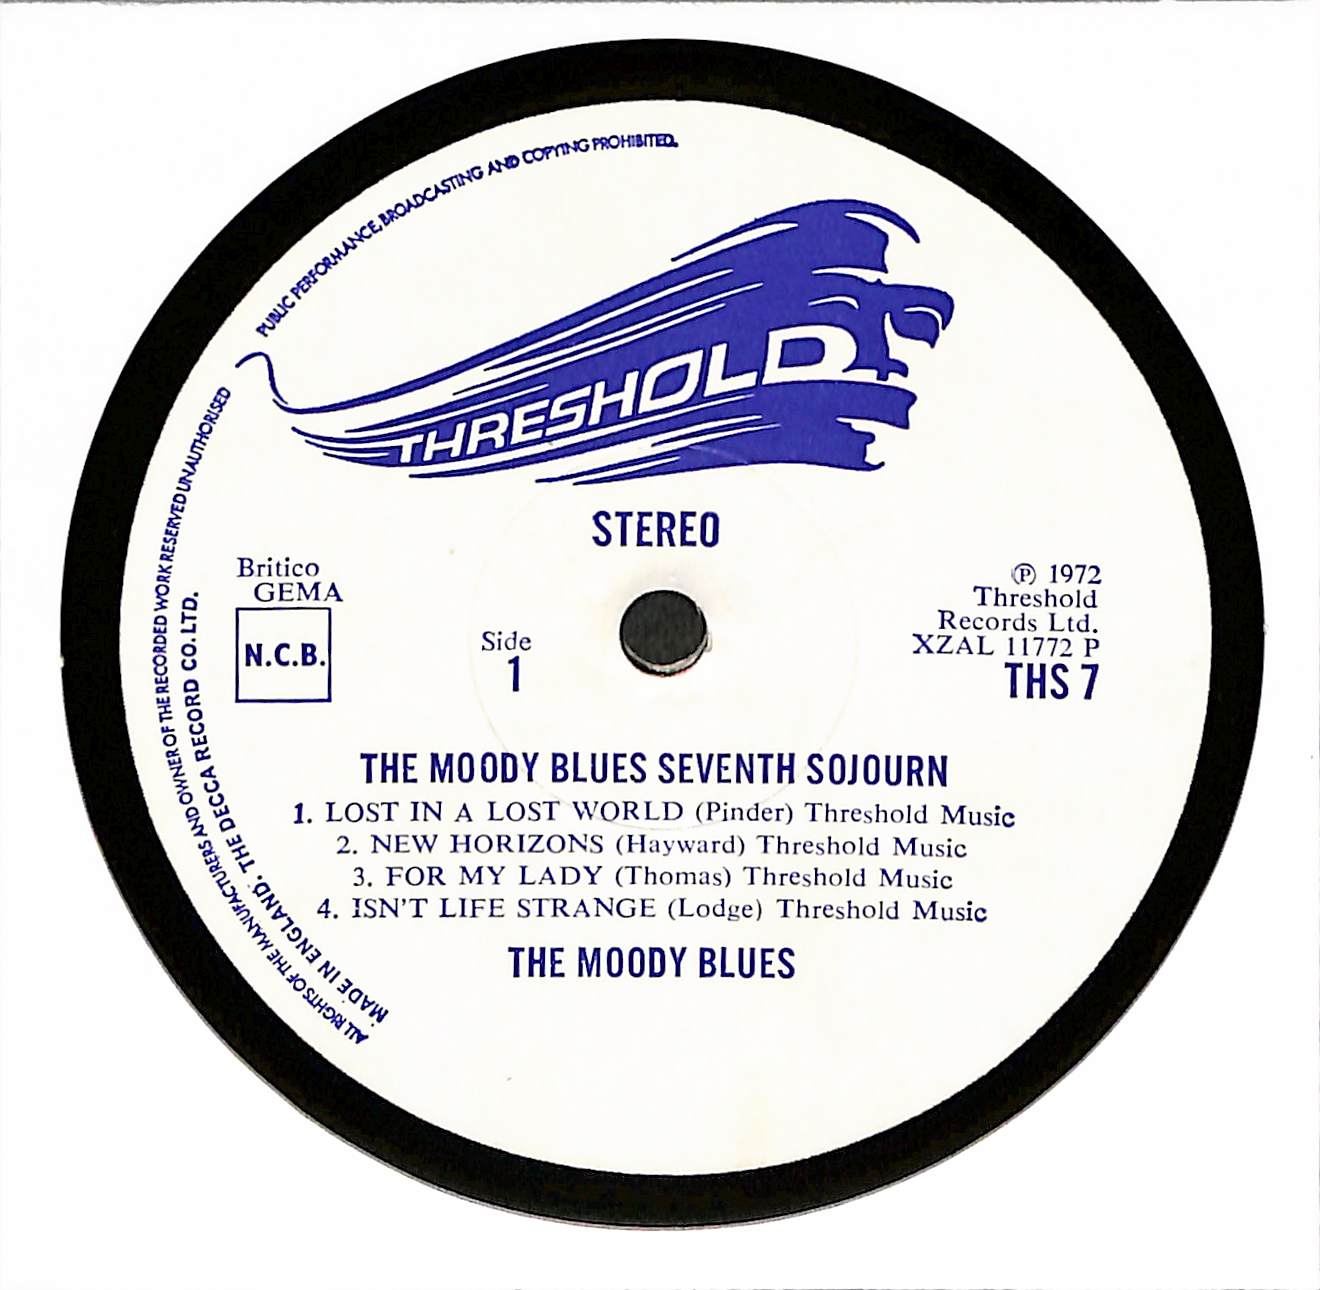 PUBLIC PERFORMANCE, BROADCASTING AND COPYING PROHIBITED.
ALL RIGHTS OF THE MANUFACTURERS AND OWNER OF THE RECORDED WORK RESERVED UNAUTHORISED
MADE IN ENGLAND. THE DECCA RECORD CO. LTD.
THRESHOLD
STEREO
Britico
GEMA
N.C.B.
Side
1
℗ 1972
Threshold
Records Ltd.
XZAL 11772 P
THS 7
THE MOODY BLUES SEVENTH SOJOURN
1. LOST IN A LOST WORLD (Pinder) Threshold Music
2. NEW HORIZONS (Hayward) Threshold Music
3. FOR MY LADY (Thomas) Threshold Music
4. ISN'T LIFE STRANGE (Lodge) Threshold Music
THE MOODY BLUES